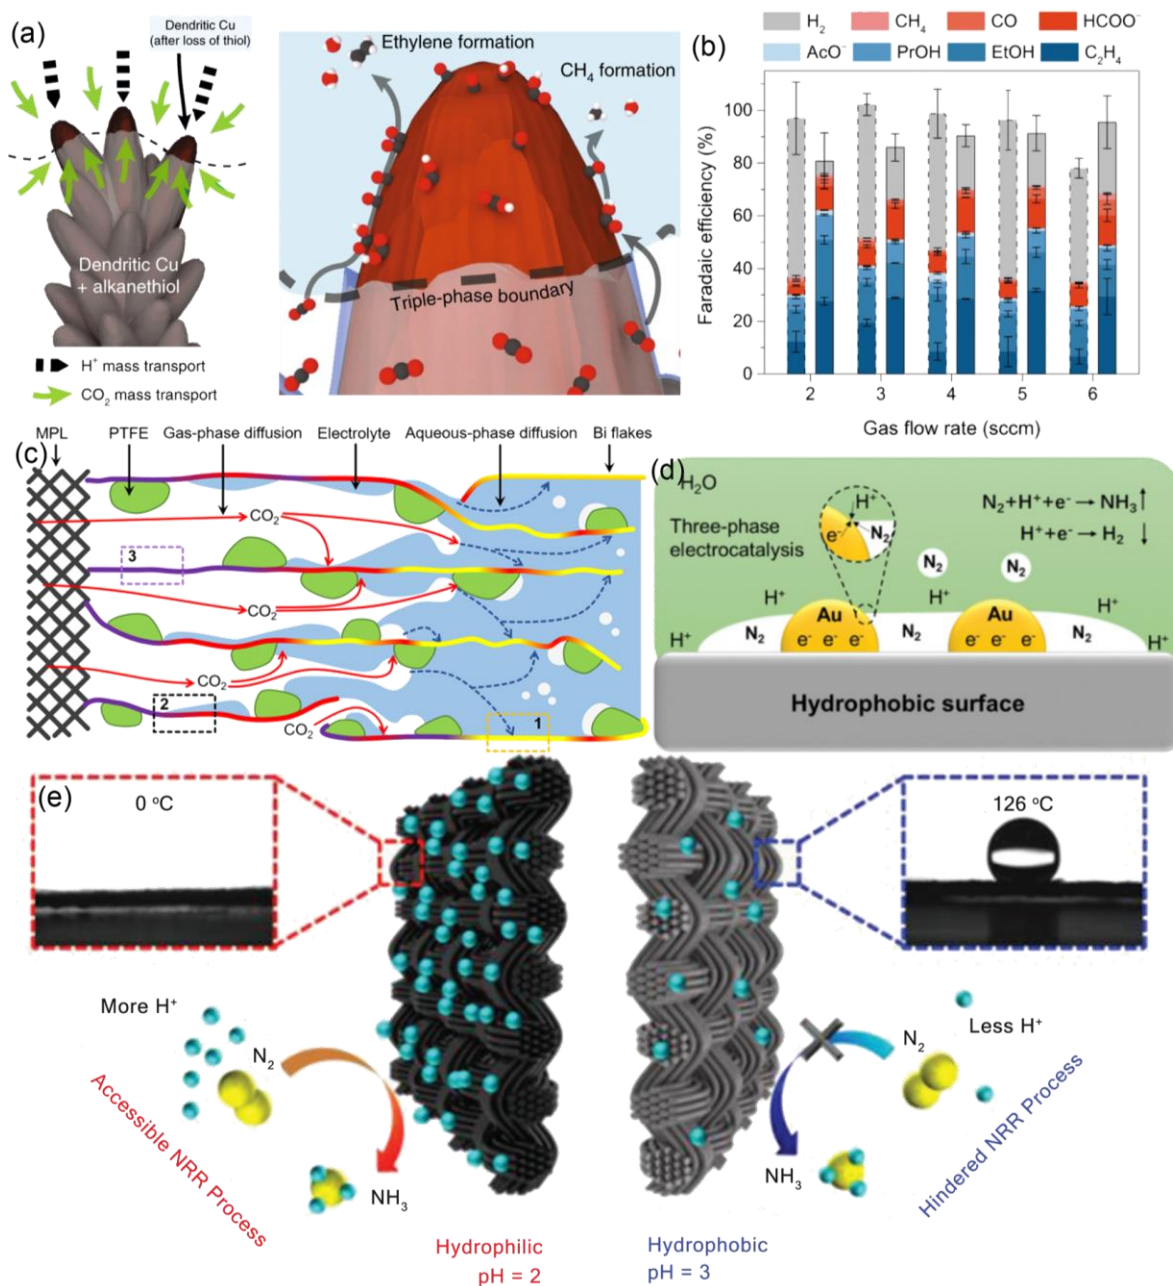 (a)
Dendritic Cu
(after loss of thiol)
Dendritic Cu
+ alkanethiol
H⁺ mass transport
CO₂ mass transport
Ethylene formation
CH₄ formation
Triple-phase boundary
(b)
H₂ CH₄ CO HCOO⁻
AcO⁻ PrOH EtOH C₂H₄
Faradaic efficiency (%)
100
80
60
40
20
0
2 3 4 5 6
Gas flow rate (sccm)
(c)
MPL PTFE Gas-phase diffusion Electrolyte Aqueous-phase diffusion Bi flakes
CO₂
3
CO₂
CO₂
2
CO₂
1
(d)
H₂O
Three-phase
electrocatalysis
H⁺
e⁻
N₂
N₂+H⁺+e⁻ → NH₃↑
H⁺+e⁻ → H₂ ↓
N₂ N₂
H⁺ H⁺ H⁺
H⁺ N₂ Au N₂ Au N₂ H⁺
e⁻ e⁻ e⁻ e⁻ e⁻ e⁻
Hydrophobic surface
(e)
0 °C
126 °C
More H⁺
N₂
NH₃
Accessible NRR Process
Hydrophilic
pH = 2
Less H⁺
N₂
NH₃
Hindered NRR Process
Hydrophobic
pH = 3